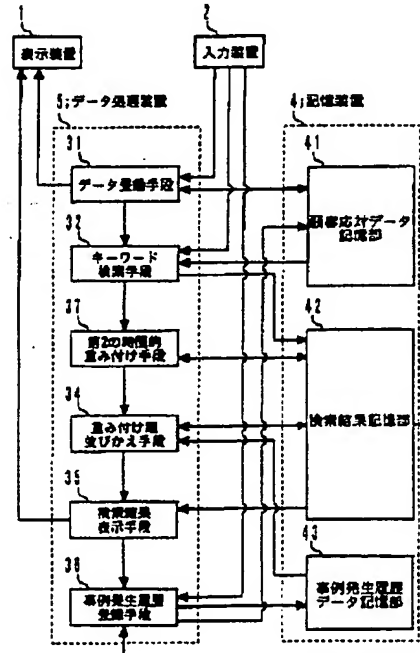 1
表示装置
2
入力装置
5;データ処理装置
4;記憶装置
31
データ登録手段
41
顧客応対データ
記憶部
32
キーワード
検索手段
37
第2の時間的
重み付け手段
42
検索結果記憶部
34
重み付け順
並びかえ手段
35
検索結果
表示手段
43
事例発生履歴
データ記憶部
36
事例発生履歴
登録手段